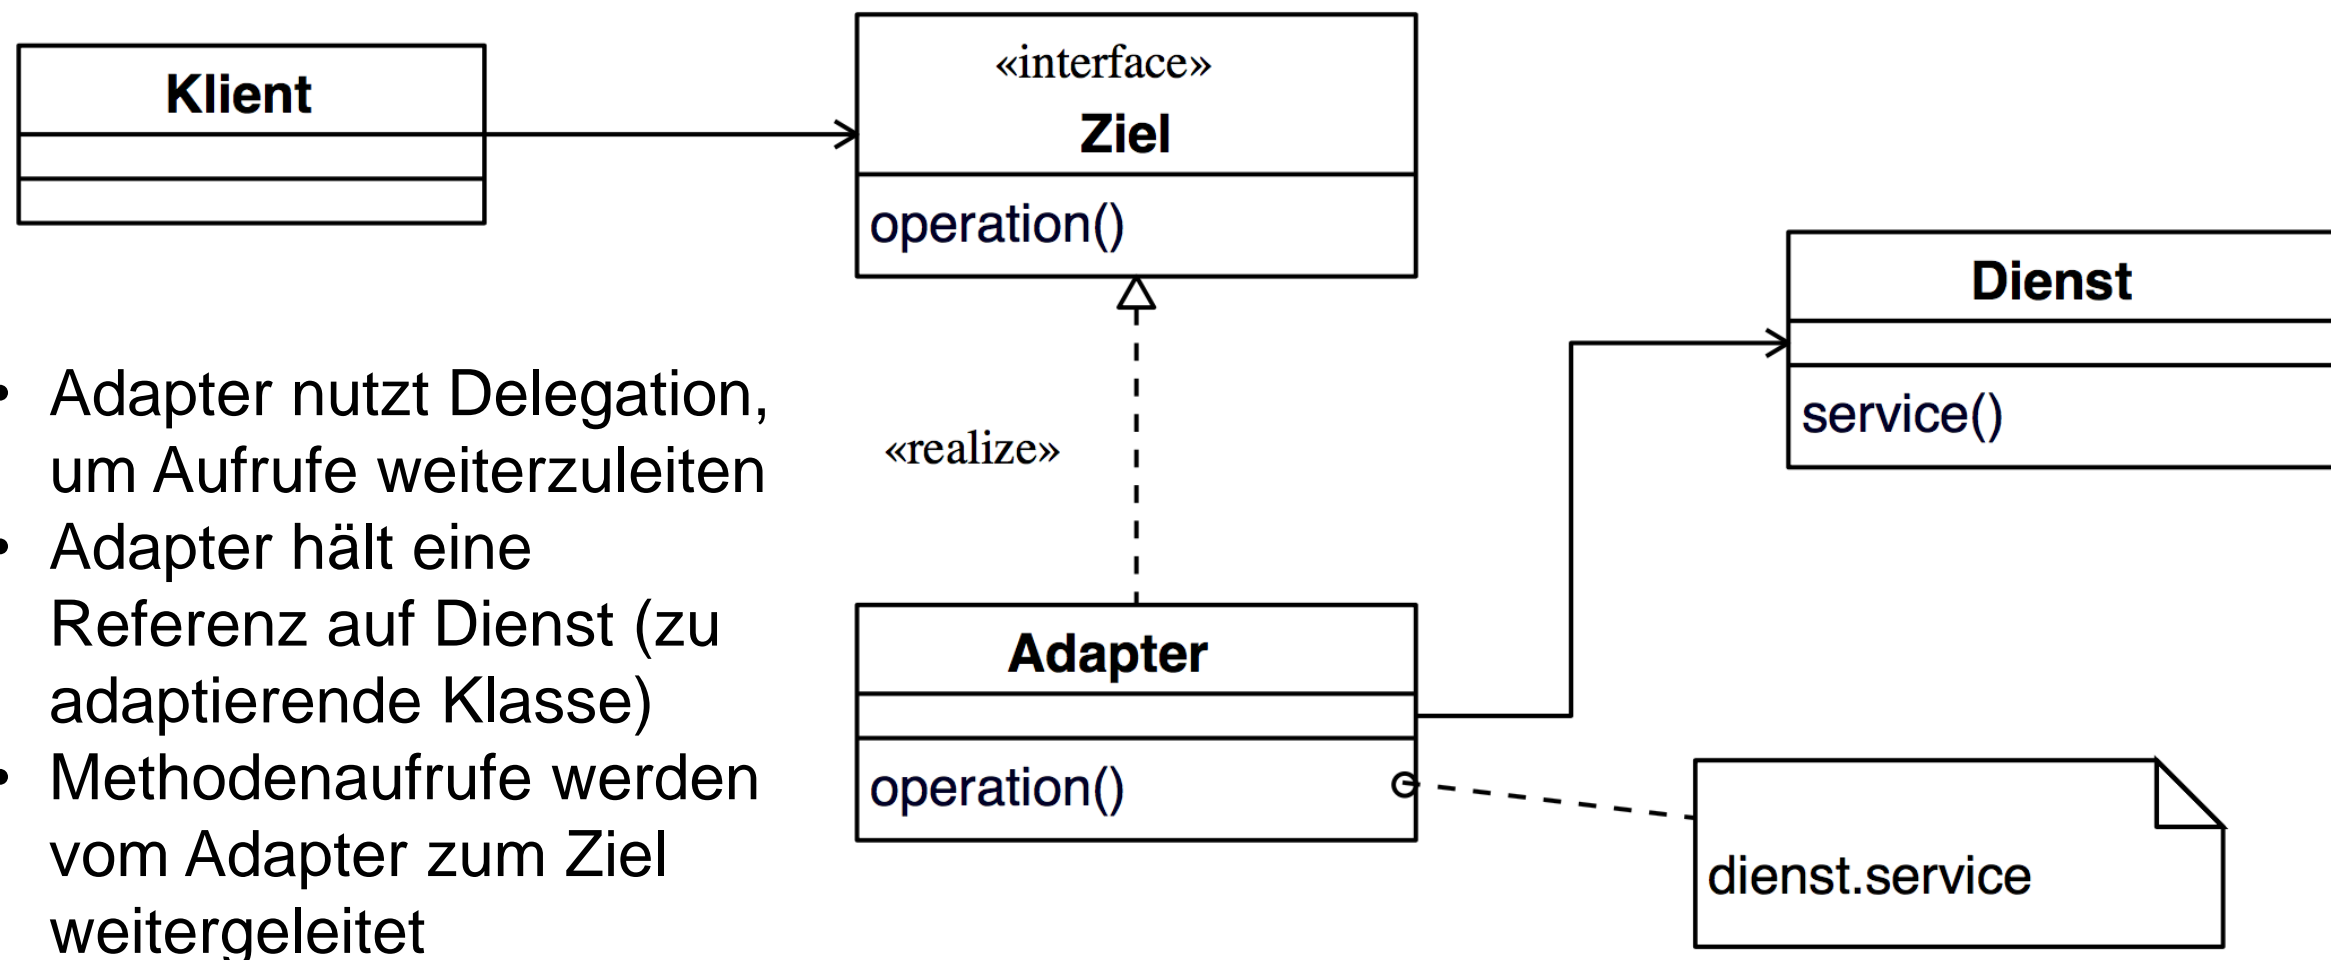 Klient
«interface»
Ziel
operation()
Dienst
service()
• Adapter nutzt Delegation,
um Aufrufe weiterzuleiten
• Adapter hält eine
Referenz auf Dienst (zu
adaptierende Klasse)
• Methodenaufrufe werden
vom Adapter zum Ziel
weitergeleitet
«realize»
Adapter
operation()
dienst.service